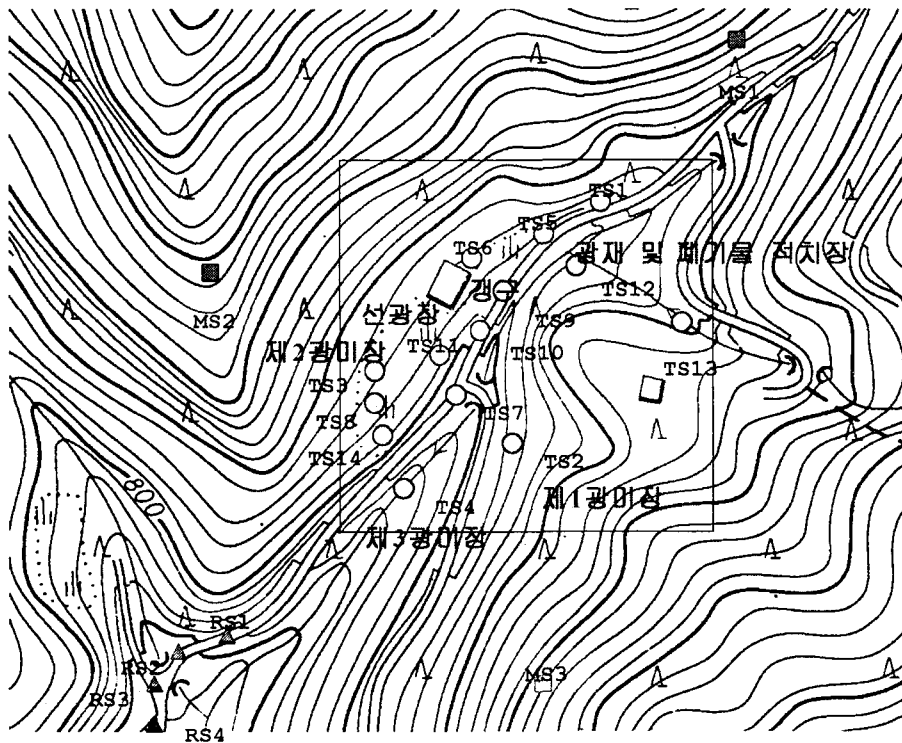 MS1
TS1
TS5
TS6
광재 및 폐기물 적치장
갱구
TS12
MS2
선광장
TS9
제2광미장
TS11
TS10
TS13
TS3
TS8
TS7
TS14
TS2
제1광미장
TS4
제3광미장
800
RS1
RS2
MS3
RS3
RS4